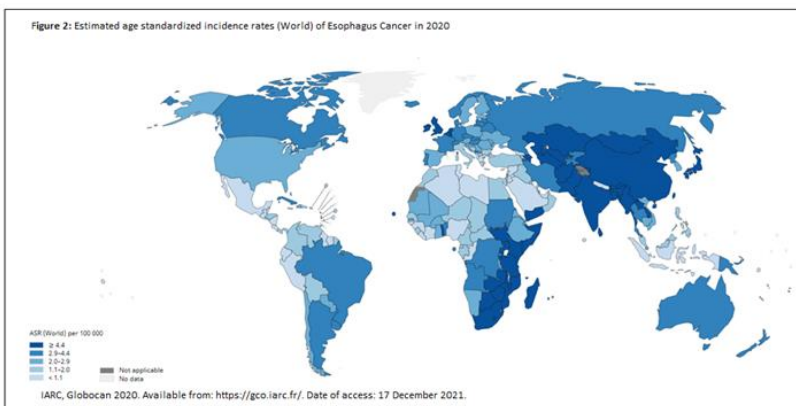 Figure 2: Estimated age standardized incidence rates (World) of Esophagus Cancer in 2020
ASR (World) per 100 000
≥ 4.4
2.9–4.4
2.0–2.9
1.1–2.0
< 1.1
Not applicable
No data
IARC, Globocan 2020. Available from: https://gco.iarc.fr/. Date of access: 17 December 2021.